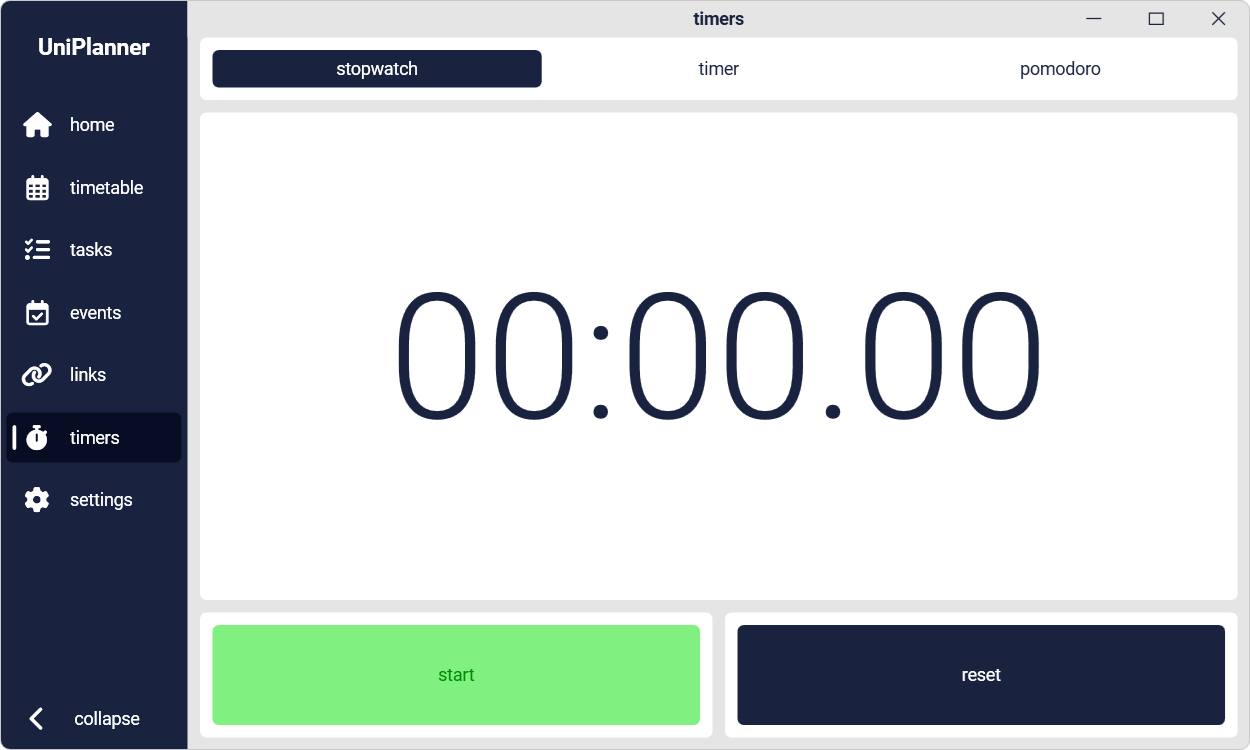 UniPlanner
home
timetable
tasks
events
links
timers
settings
collapse
timers
stopwatch
timer
pomodoro
00:00.00
start
reset